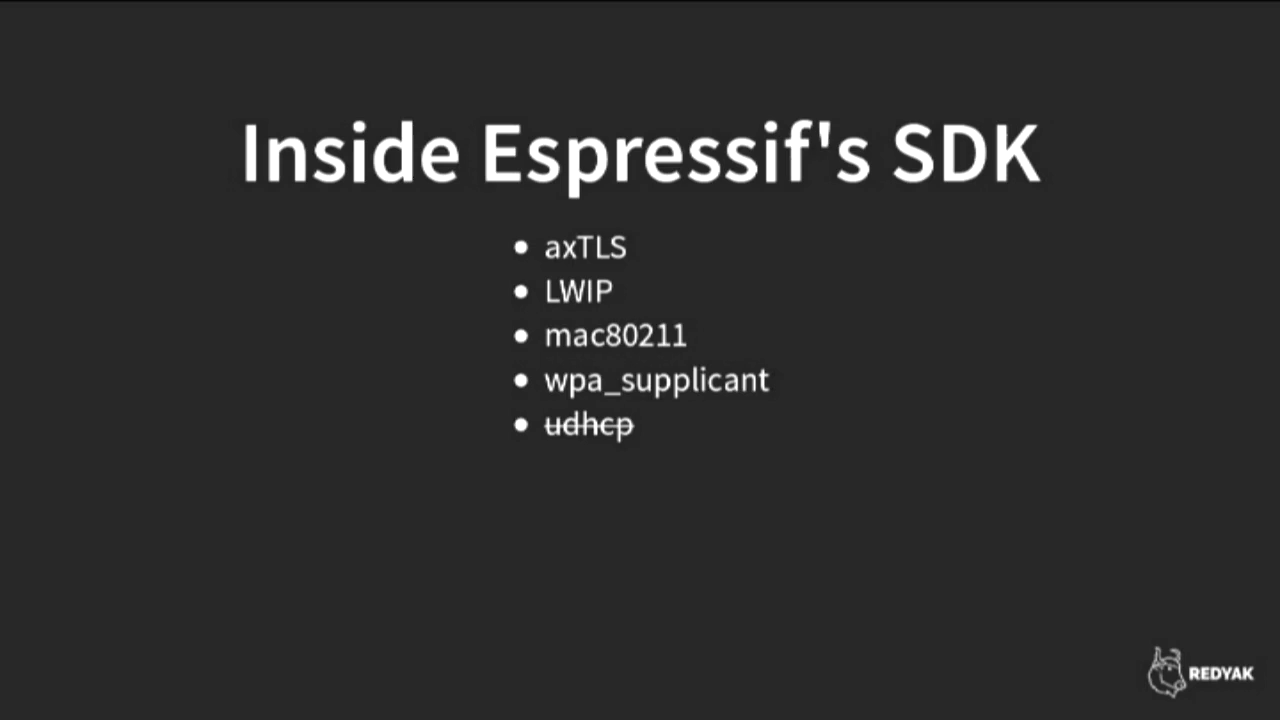 Inside Espressif's SDK
axTLS
LWIP
mac80211
wpa_supplicant
udhcp
REDYAK